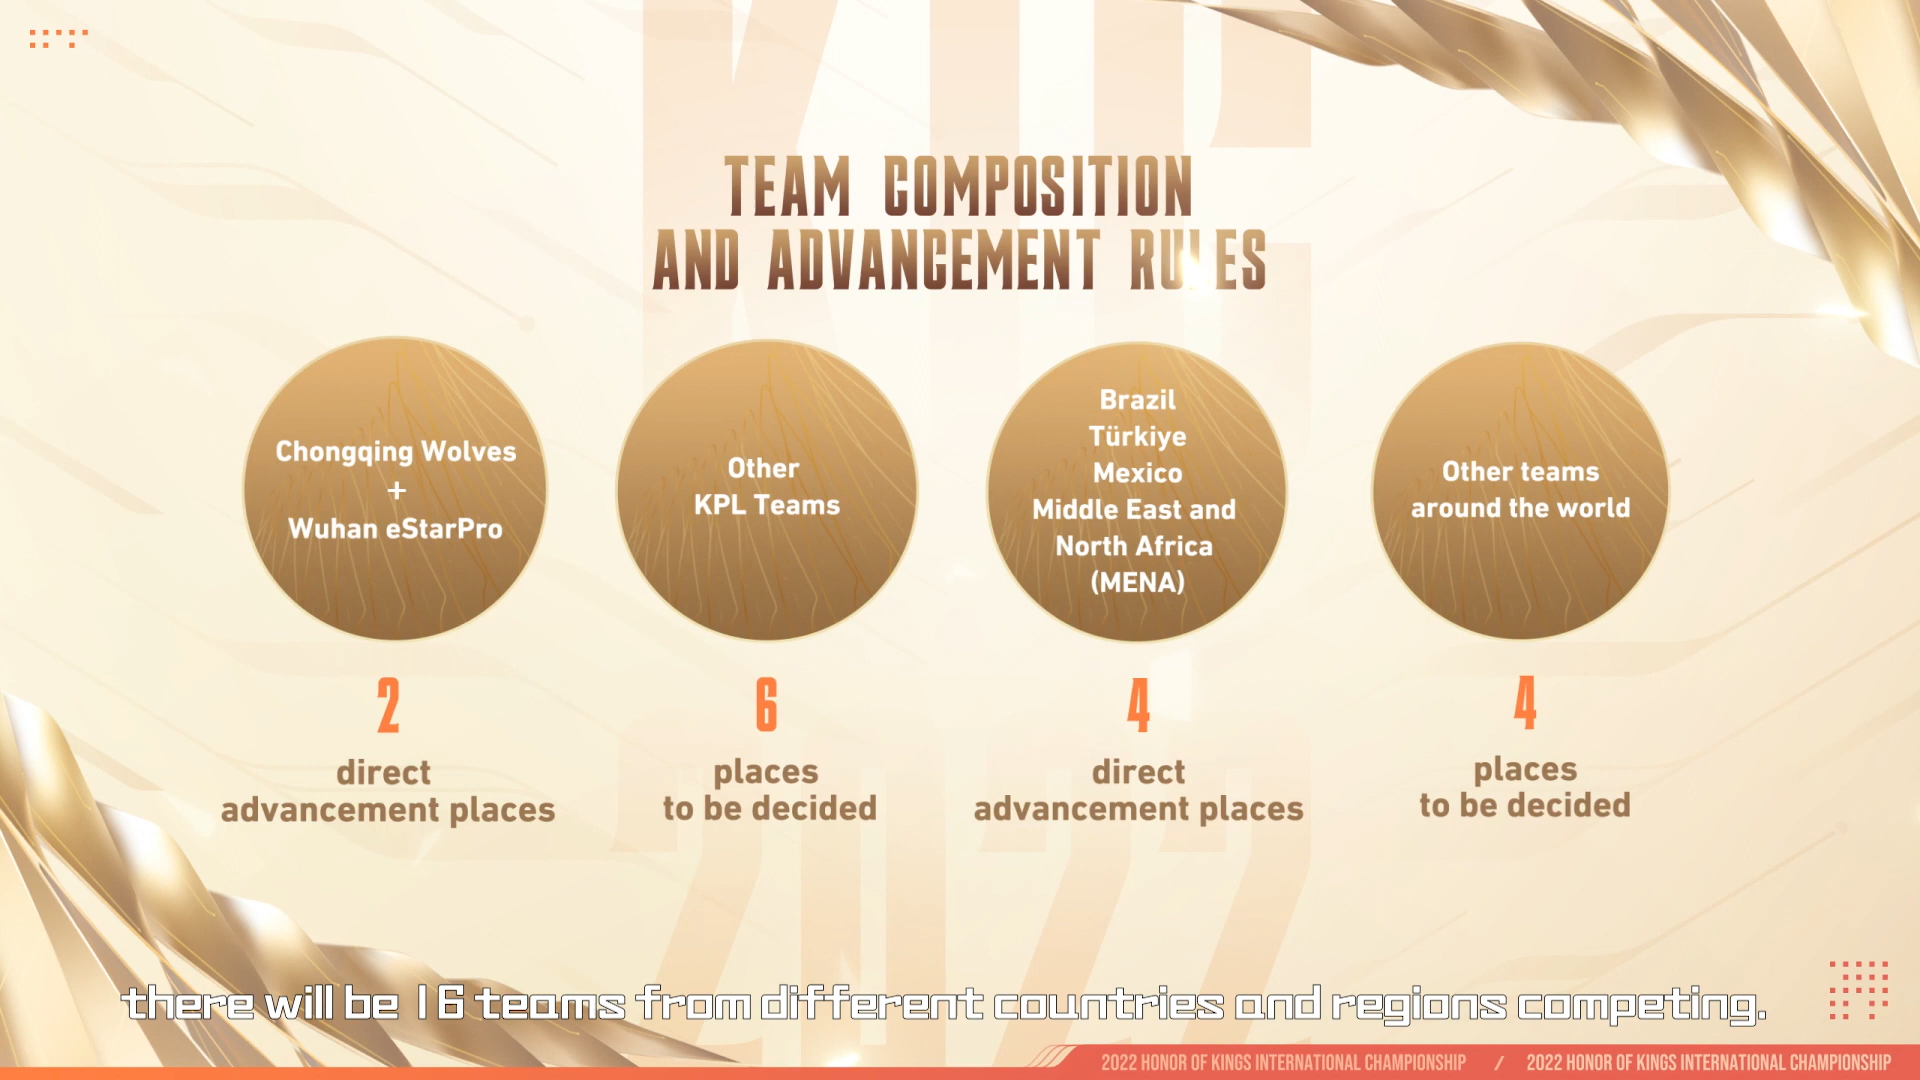 TEAM COMPOSITION
AND ADVANCEMENT RULES
Chongqing Wolves
+
Wuhan eStarPro
2
direct
advancement places
Other
KPL Teams
6
places
to be decided
Brazil
Türkiye
Mexico
Middle East and
North Africa
(MENA)
4
direct
advancement places
Other teams
around the world
4
places
to be decided
there will be 16 teams from different countries and regions competing.
2022 HONOR OF KINGS INTERNATIONAL CHAMPIONSHIP / 2022 HONOR OF KINGS INTERNATIONAL CHAMPIONSHIP
KIC
2022